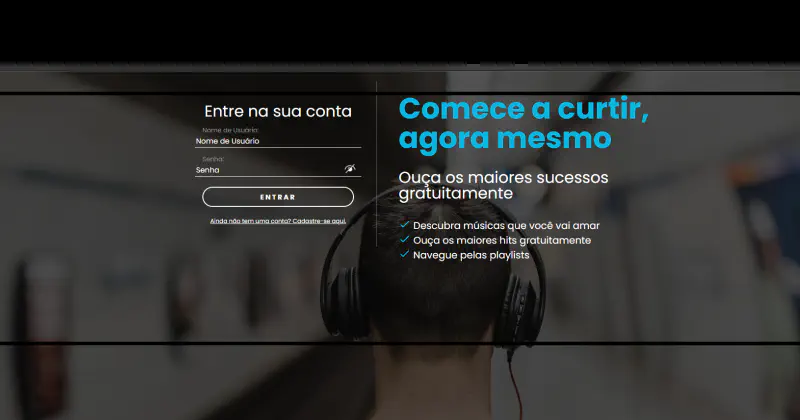 Entre na sua conta
Nome de Usuário:
Nome de Usuário
Senha:
Senha
ENTRAR
Ainda não tem uma conta? Cadastre-se aqui.
Comece a curtir,
agora mesmo
Ouça os maiores sucessos
gratuitamente
Descubra músicas que você vai amar
Ouça os maiores hits gratuitamente
Navegue pelas playlists